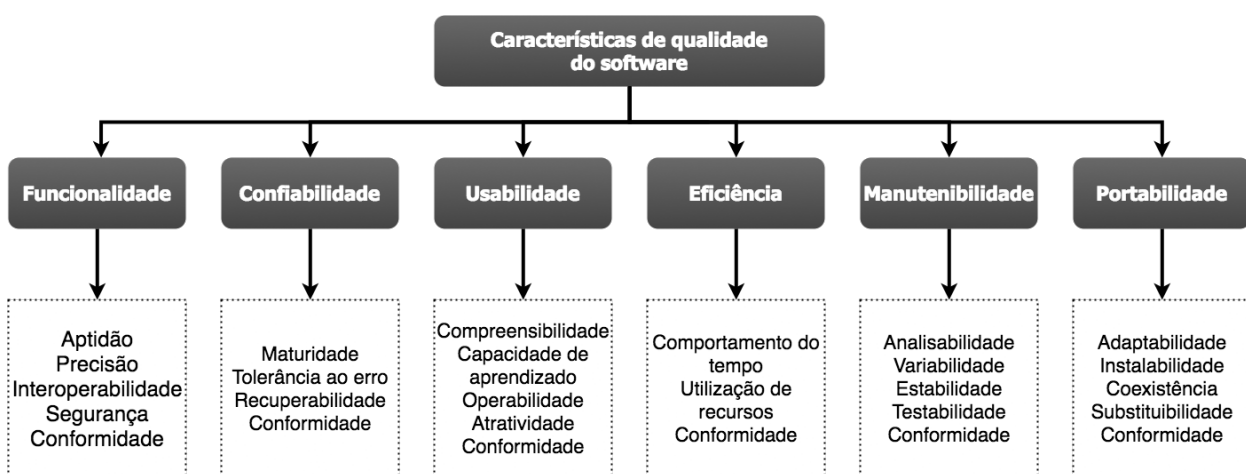 Características de qualidade
do software
Funcionalidade
Confiabilidade
Usabilidade
Eficiência
Manutenibilidade
Portabilidade
Aptidão
Precisão
Interoperabilidade
Segurança
Conformidade
Maturidade
Tolerância ao erro
Recuperabilidade
Conformidade
Compreensibilidade
Capacidade de
aprendizado
Operabilidade
Atratividade
Conformidade
Comportamento do
tempo
Utilização de
recursos
Conformidade
Analisabilidade
Variabilidade
Estabilidade
Testabilidade
Conformidade
Adaptabilidade
Instalabilidade
Coexistência
Substituibilidade
Conformidade